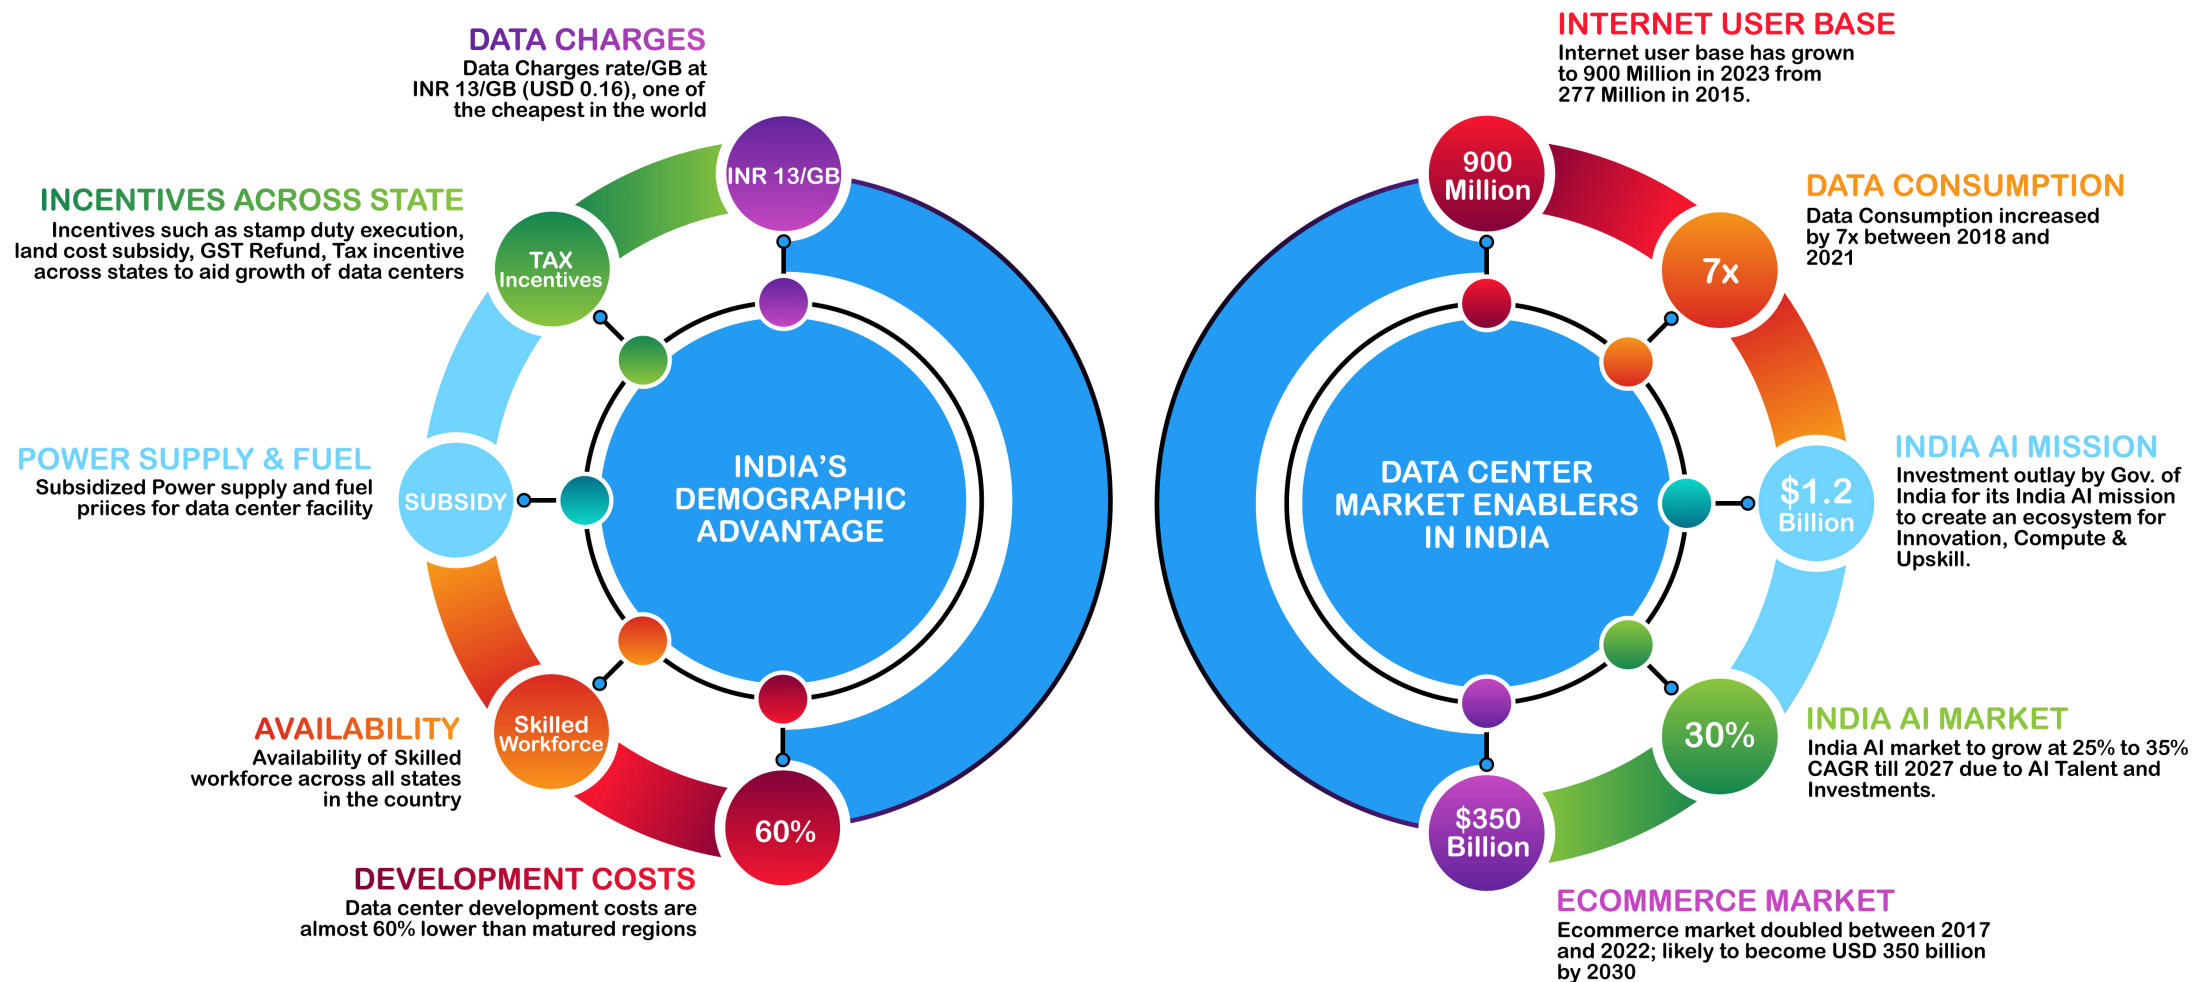 DATA CHARGES
Data Charges rate/GB at
INR 13/GB (USD 0.16), one of
the cheapest in the world
INR 13/GB
INCENTIVES ACROSS STATE
Incentives such as stamp duty execution,
land cost subsidy, GST Refund, Tax incentive
across states to aid growth of data centers
TAX
Incentives
POWER SUPPLY & FUEL
Subsidized Power supply and fuel
priices for data center facility
SUBSIDY
AVAILABILITY
Availability of Skilled
workforce across all states
in the country
Skilled
Workforce
DEVELOPMENT COSTS
Data center development costs are
almost 60% lower than matured regions
60%
INDIA'S
DEMOGRAPHIC
ADVANTAGE
INTERNET USER BASE
Internet user base has grown
to 900 Million in 2023 from
277 Million in 2015.
900
Million
DATA CONSUMPTION
Data Consumption increased
by 7x between 2018 and
2021
7x
INDIA AI MISSION
Investment outlay by Gov. of
India for its India AI mission
to create an ecosystem for
Innovation, Compute &
Upskill.
$1.2
Billion
INDIA AI MARKET
India AI market to grow at 25% to 35%
CAGR till 2027 due to AI Talent and
Investments.
30%
ECOMMERCE MARKET
Ecommerce market doubled between 2017
and 2022; likely to become USD 350 billion
by 2030
$350
Billion
DATA CENTER
MARKET ENABLERS
IN INDIA